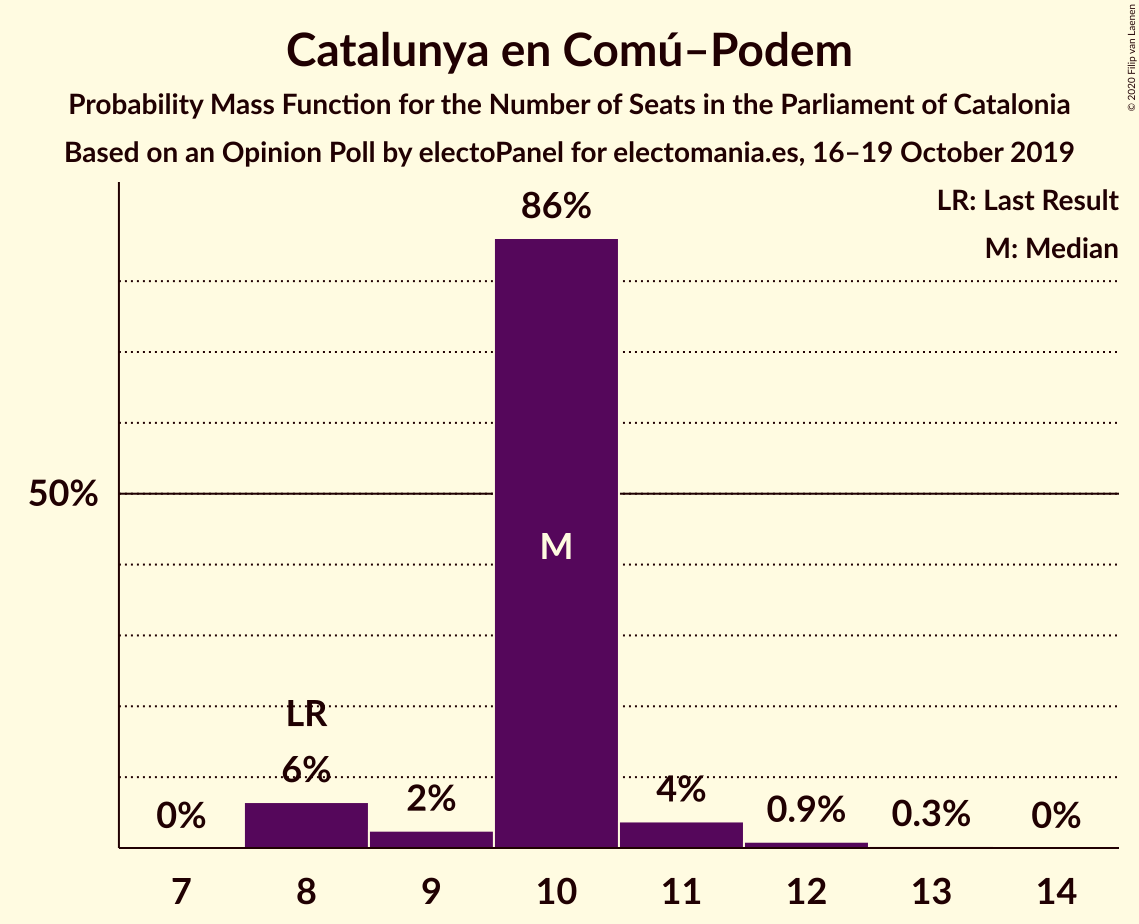 Catalunya en Comú–Podem
Probability Mass Function for the Number of Seats in the Parliament of Catalonia
Based on an Opinion Poll by electoPanel for electomania.es, 16–19 October 2019
© 2020 Filip van Laenen
LR: Last Result
M: Median
86%
50%
M
LR
6%
2%
4%
0%
0.9%
0.3%
0%
7 8 9 10 11 12 13 14